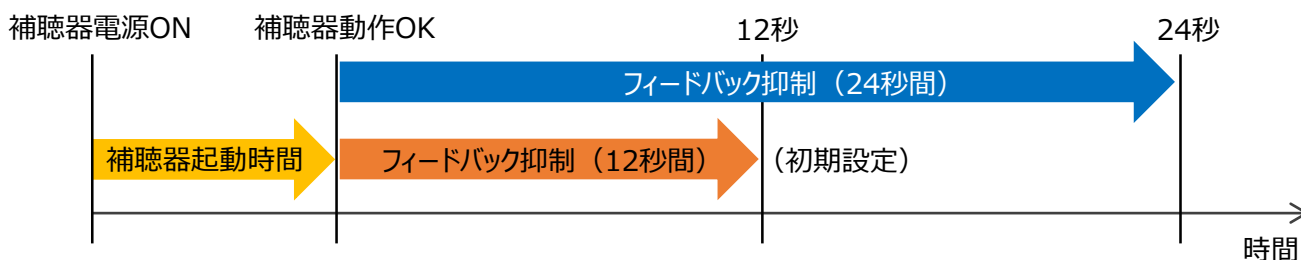 補聴器電源ON
補聴器動作OK
12秒
24秒
フィードバック抑制（24秒間）
補聴器起動時間
フィードバック抑制（12秒間）
（初期設定）
時間